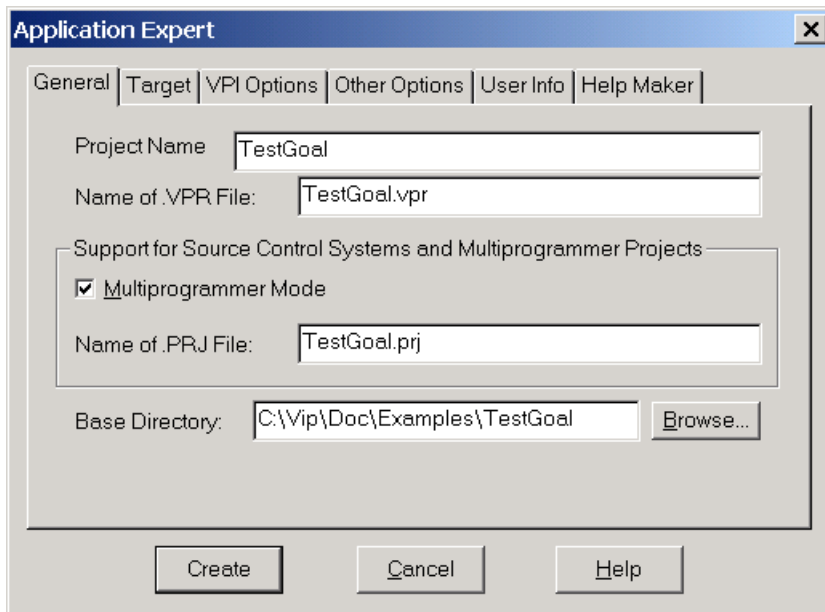 Application Expert
General Target VPI Options Other Options User Info Help Maker
Project Name TestGoal
Name of .VPR File: TestGoal.vpr
Support for Source Control Systems and Multiprogrammer Projects
Multiprogrammer Mode
Name of .PRJ File: TestGoal.prj
Base Directory: C:\Vip\Doc\Examples\TestGoal Browse...
Create Cancel Help